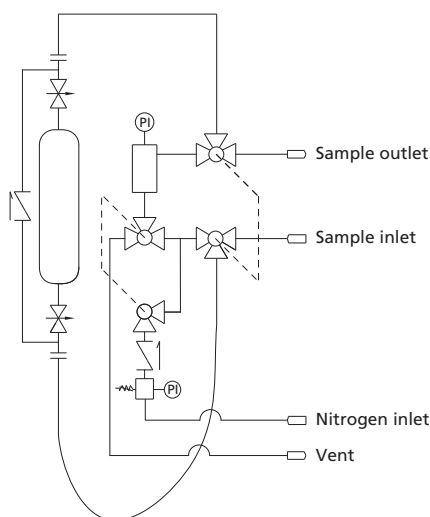 PI
Sample outlet
Sample inlet
PI
Nitrogen inlet
Vent